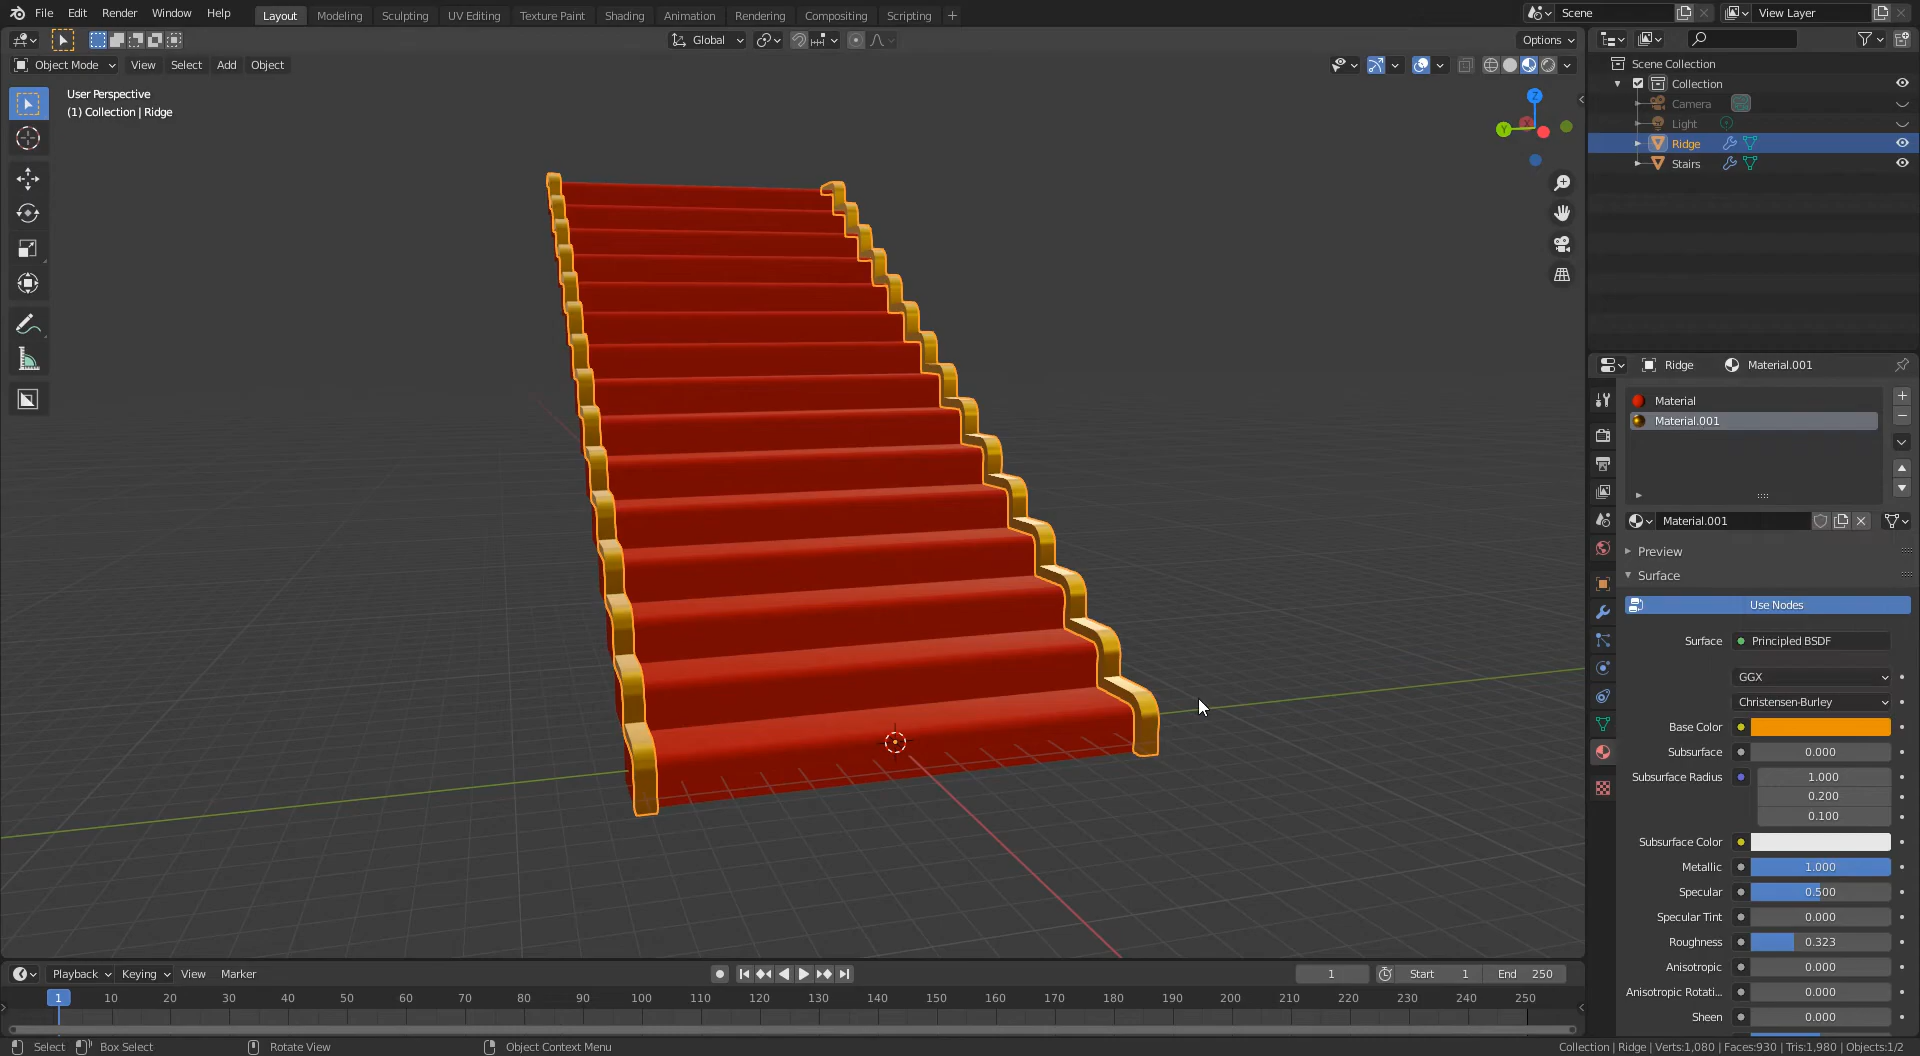 File Edit Render Window Help Layout Modeling Sculpting UV Editing Texture Paint Shading Animation Rendering Compositing Scripting + Scene View Layer
Global Options
Object Mode View Select Add Object
User Perspective
(1) Collection | Ridge
Z
Y
X
Scene Collection
Collection
Camera
Light
Ridge
Stairs
Ridge Material.001
Material
Material.001
Material.001
Preview
Surface
Use Nodes
Surface Principled BSDF
GGX
Christensen-Burley
Base Color
Subsurface 0.000
Subsurface Radius 1.000
0.200
0.100
Subsurface Color
Metallic 1.000
Specular 0.500
Specular Tint 0.000
Roughness 0.323
Anisotropic 0.000
Anisotropic Rotati... 0.000
Sheen 0.000
Playback Keying View Marker 1 Start 1 End 250
1 10 20 30 40 50 60 70 80 90 100 110 120 130 140 150 160 170 180 190 200 210 220 230 240 250
Select Box Select Rotate View Object Context Menu Collection | Ridge | Verts:1,080 | Faces:930 | Tris:1,980 | Objects:1/2